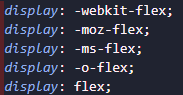 display: -webkit-flex;
display: -moz-flex;
display: -ms-flex;
display: -o-flex;
display: flex;